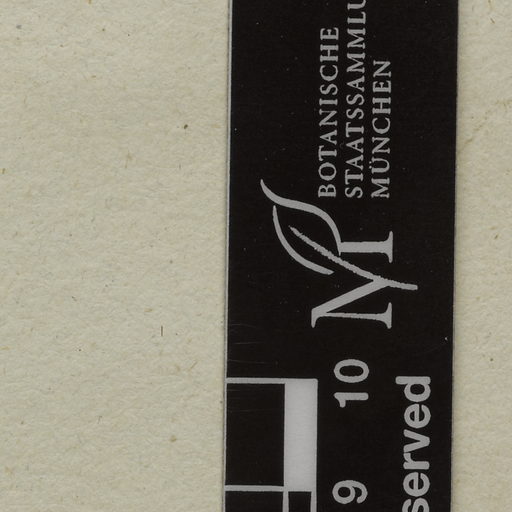 BOTANISCHE
STAATSSAMMLU
MÜNCHEN
M
9 10
served